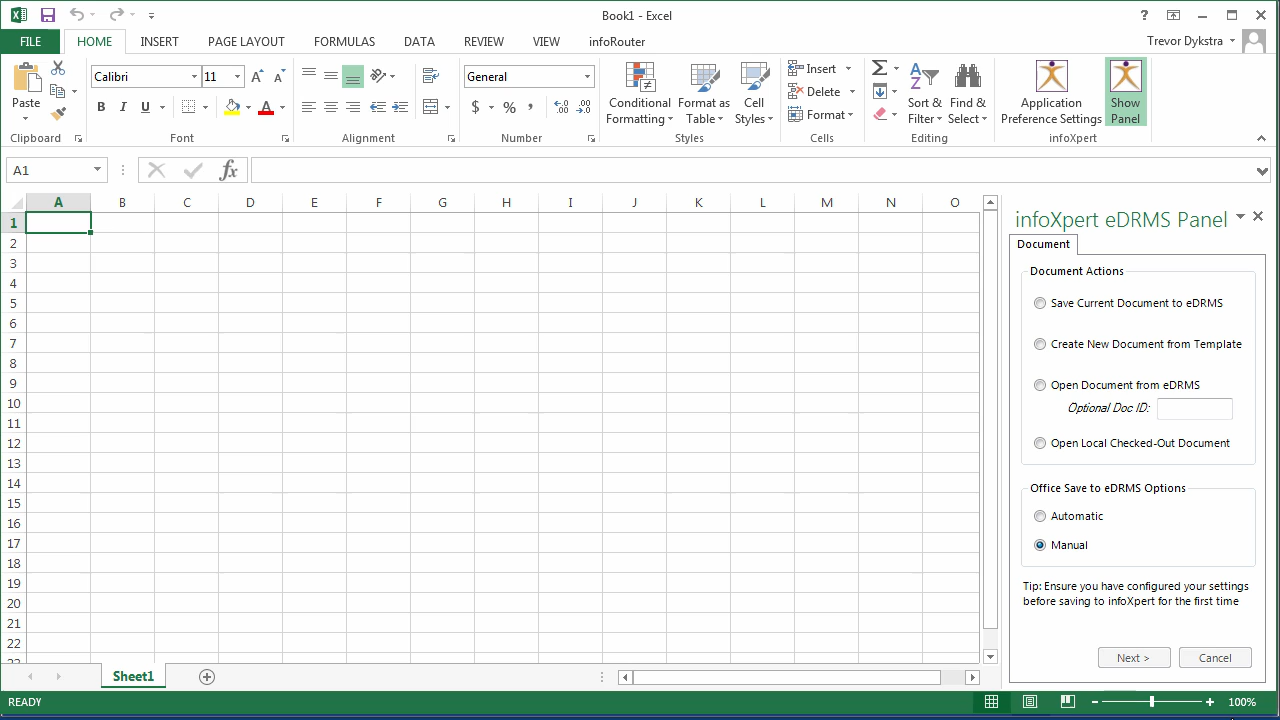 Book1 - Excel
?
FILE HOME INSERT PAGE LAYOUT FORMULAS DATA REVIEW VIEW infoRouter
Trevor Dykstra
Paste
Calibri 11
B I U A
General
$ % ,
Conditional Formatting
Format as Table
Cell Styles
Insert
Delete
Format
Sort & Filter
Find & Select
Application Preference Settings
Show Panel
Clipboard Font Alignment Number Styles Cells Editing infoXpert
A1 fx
A B C D E F G H I J K L M N O
1
2
3
4
5
6
7
8
9
10
11
12
13
14
15
16
17
18
19
20
21
22
23
infoXpert eDRMS Panel
Document
Document Actions
Save Current Document to eDRMS
Create New Document from Template
Open Document from eDRMS
Optional Doc ID:
Open Local Checked-Out Document
Office Save to eDRMS Options
Automatic
Manual
Tip: Ensure you have configured your settings
before saving to infoXpert for the first time
Next > Cancel
Sheet1
READY
100%